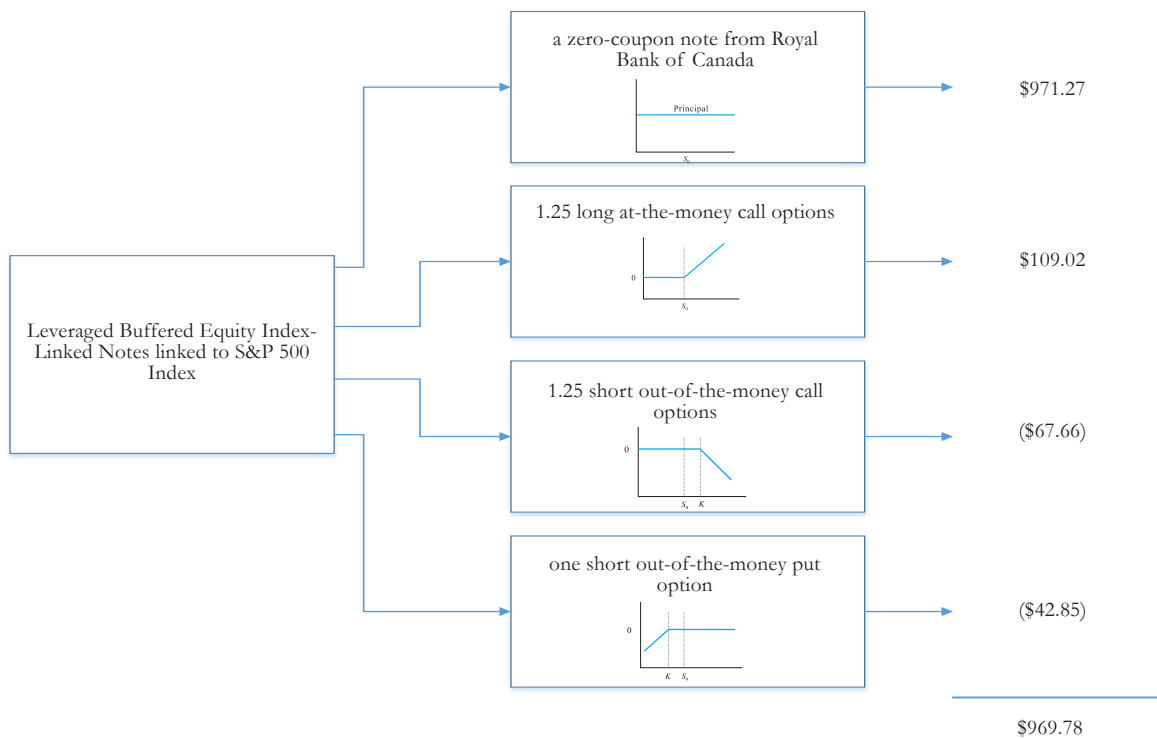 a zero-coupon note from Royal
Bank of Canada
Principal
S₀
$971.27
1.25 long at-the-money call options
0
S₀
$109.02
Leveraged Buffered Equity Index-
Linked Notes linked to S&P 500
Index
1.25 short out-of-the-money call
options
0
S₀ K
($67.66)
one short out-of-the-money put
option
0
K S₀
($42.85)
$969.78